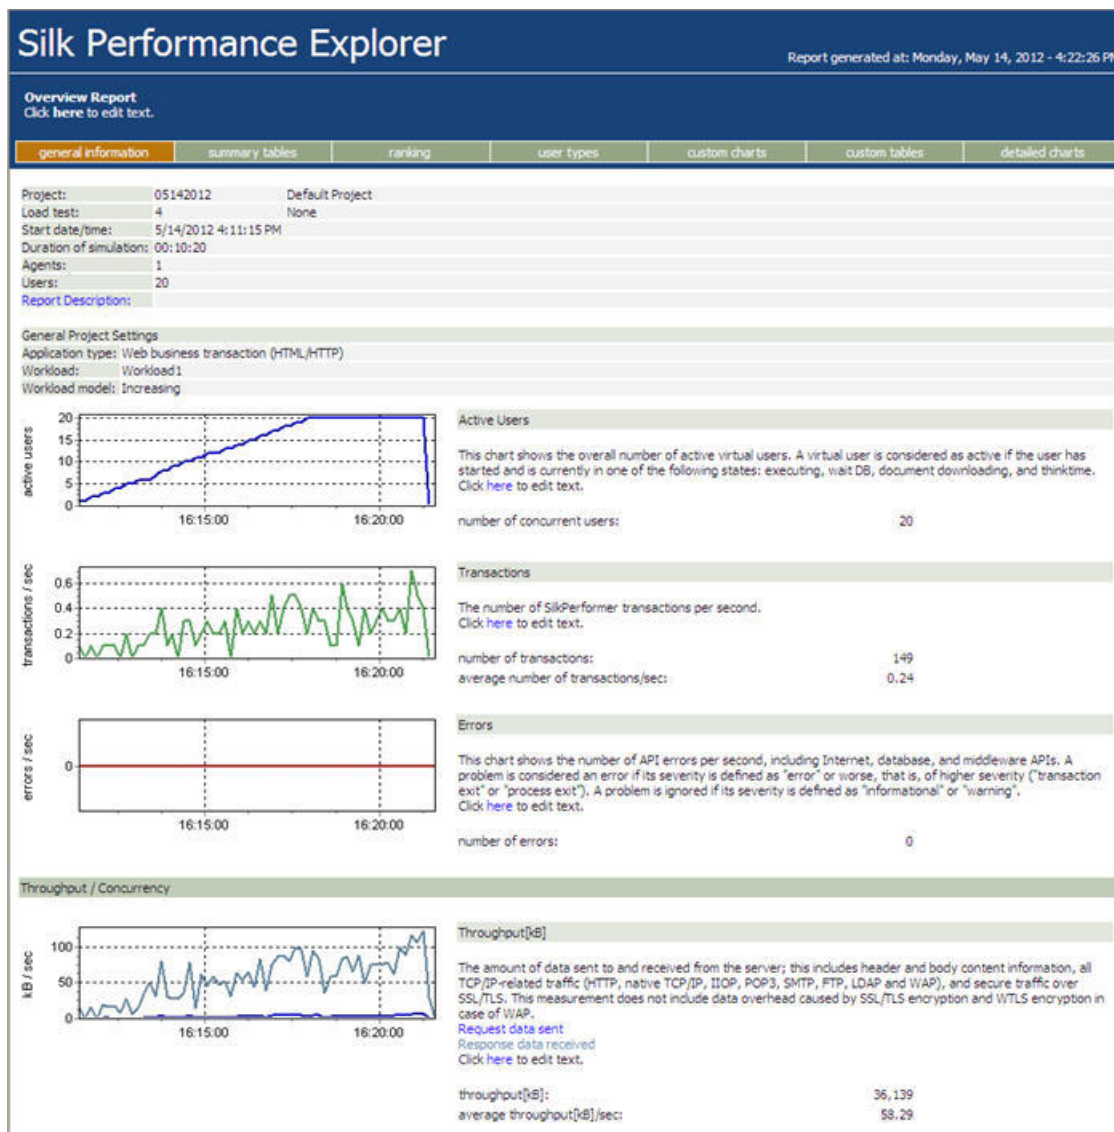 Silk Performance Explorer
Report generated at: Monday, May 14, 2012 - 4:22:26 PM
Overview Report
Click here to edit text.
general information summary tables ranking user types custom charts custom tables detailed charts
Project: 05142012 Default Project
Load test: 4 None
Start date/time: 5/14/2012 4:11:15 PM
Duration of simulation: 00:10:20
Agents: 1
Users: 20
Report Description:
General Project Settings
Application type: Web business transaction (HTML/HTTP)
Workload: Workload1
Workload model: Increasing
active users
20
15
10
5
0
16:15:00 16:20:00
Active Users
This chart shows the overall number of active virtual users. A virtual user is considered as active if the user has
started and is currently in one of the following states: executing, wait DB, document downloading, and thinktime.
Click here to edit text.
number of concurrent users: 20
transactions / sec
0.6
0.4
0.2
0
16:15:00 16:20:00
Transactions
The number of SilkPerformer transactions per second.
Click here to edit text.
number of transactions: 149
average number of transactions/sec: 0.24
errors / sec
0
16:15:00 16:20:00
Errors
This chart shows the number of API errors per second, including Internet, database, and middleware APIs. A
problem is considered an error if its severity is defined as "error" or worse, that is, of higher severity ("transaction
exit" or "process exit"). A problem is ignored if its severity is defined as "informational" or "warning".
Click here to edit text.
number of errors: 0
Throughput / Concurrency
kB / sec
100
50
0
16:15:00 16:20:00
Throughput[kB]
The amount of data sent to and received from the server; this includes header and body content information, all
TCP/IP-related traffic (HTTP, native TCP/IP, IIOP, POP3, SMTP, FTP, LDAP and WAP), and secure traffic over
SSL/TLS. This measurement does not include data overhead caused by SSL/TLS encryption and WTLS encryption in
case of WAP.
Request data sent
Response data received
Click here to edit text.
throughput[kB]: 36,139
average throughput[kB]/sec: 58.29